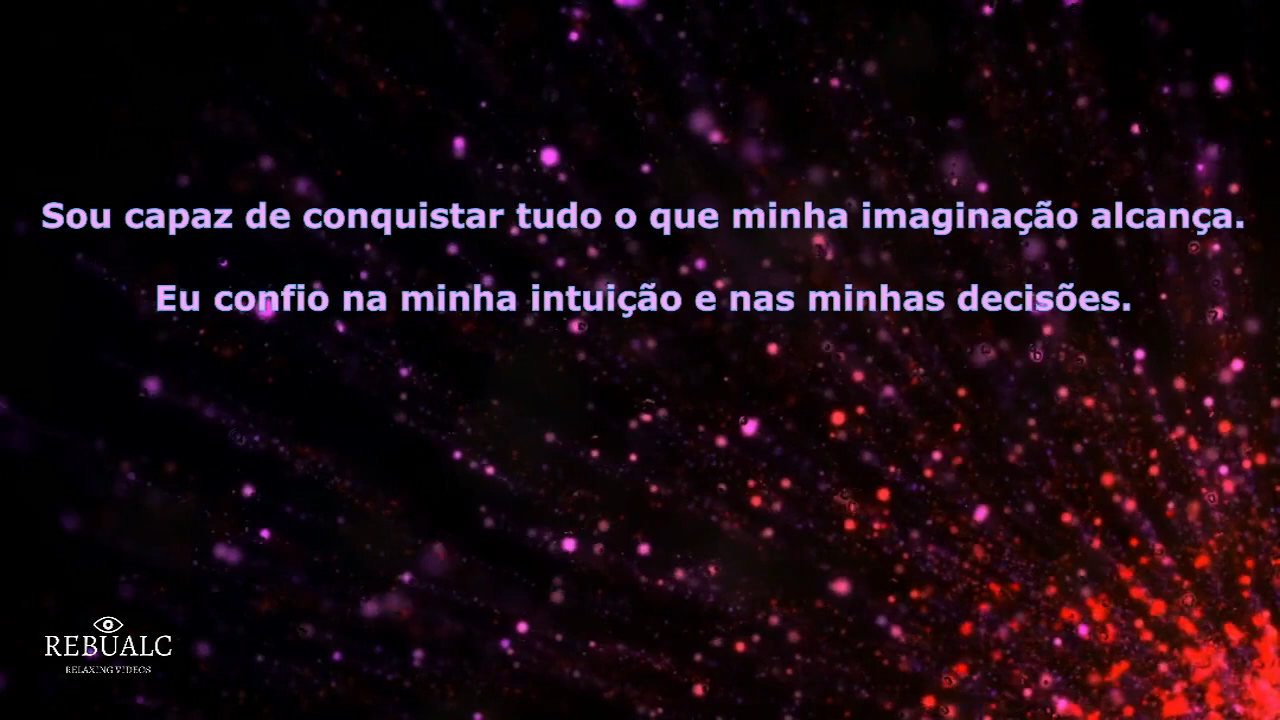 Sou capaz de conquistar tudo o que minha imaginação alcança.
Eu confio na minha intuição e nas minhas decisões.
REBUALC
RELAXING VIDEOS